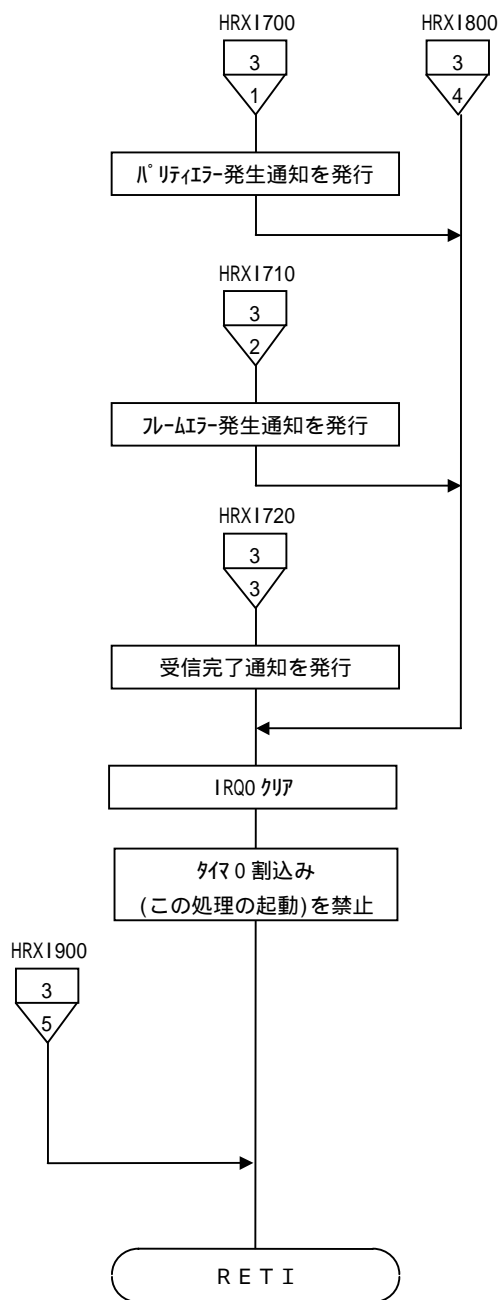 HRXI700
HRXI800
3
1
3
4
ﾊﾟﾘﾃｨｴﾗｰ発生通知を発行
HRXI710
3
2
ﾌﾚｰﾑｴﾗｰ発生通知を発行
HRXI720
3
3
受信完了通知を発行
IRQ0 ｸﾘｱ
ﾀｲﾏ 0 割込み
(この処理の起動)を禁止
HRXI900
3
5
ＲＥＴＩ